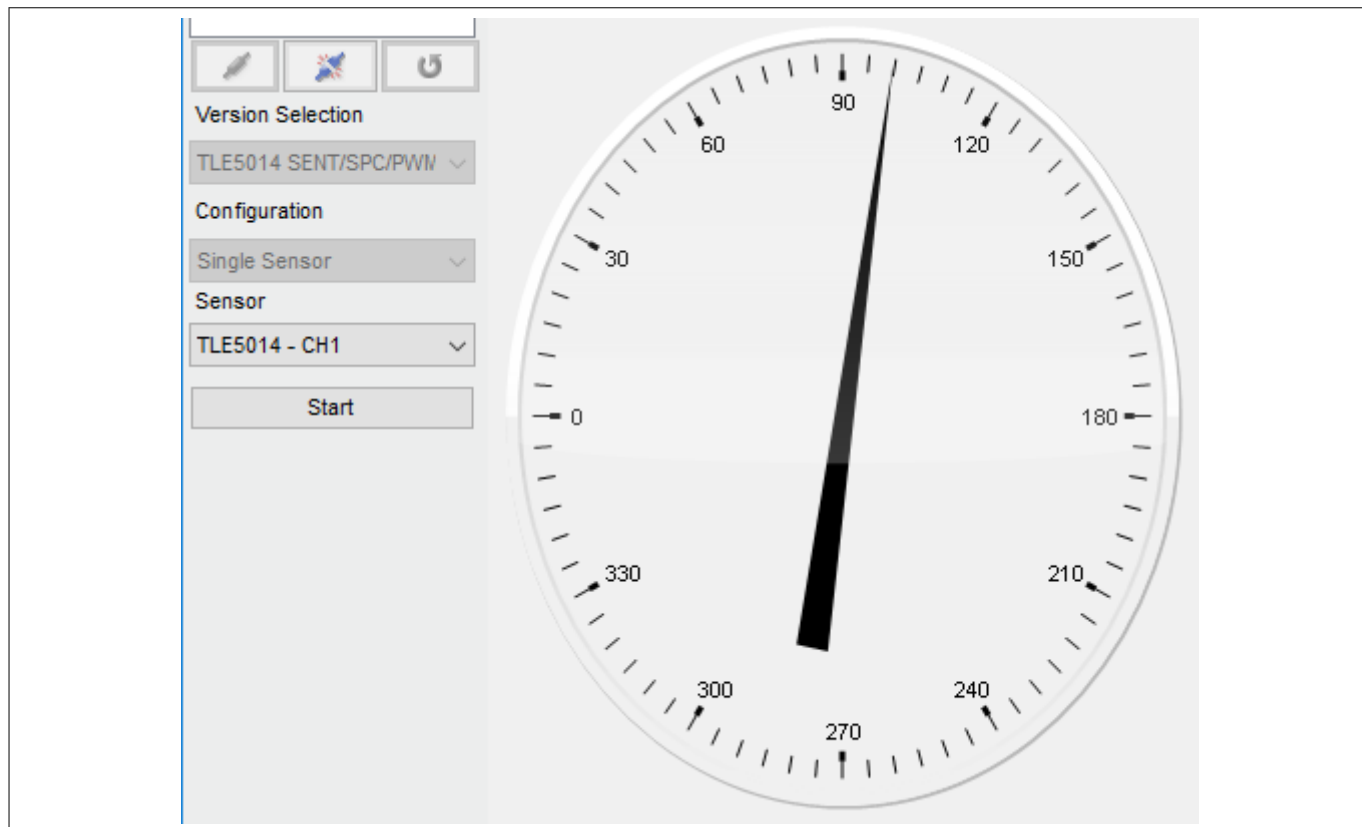 Version Selection
TLE5014 SENT/SPC/PWM
Configuration
Single Sensor
Sensor
TLE5014 - CH1
Start
90
60
120
30
150
0
180
330
210
300
240
270